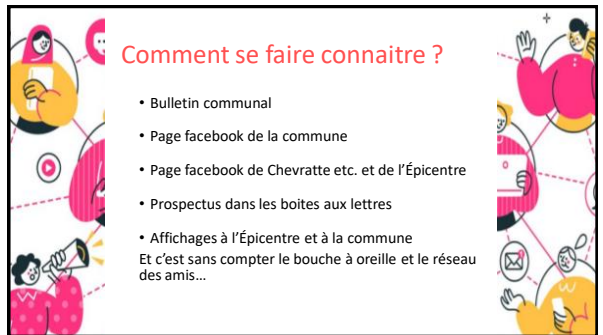 Comment se faire connaitre ?
• Bulletin communal
• Page facebook de la commune
• Page facebook de Chevratte etc. et de l'Épicentre
• Prospectus dans les boites aux lettres
• Affichages à l'Épicentre et à la commune
Et c'est sans compter le bouche à oreille et le réseau
des amis…